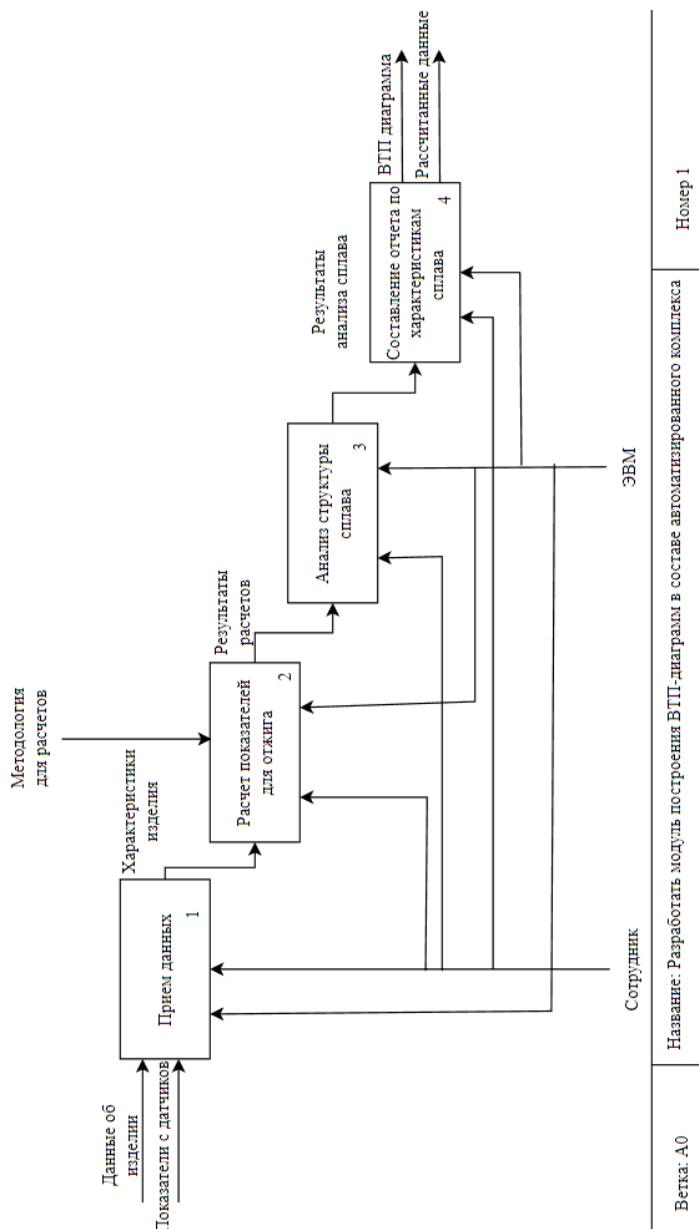 Методология
для расчетов
Данные об
изделии
Показатели с датчиков
Прием данных
1
Характеристики
изделия
Расчет показателей
для отжига
2
Результаты
расчетов
Анализ структуры
сплава
3
Результаты
анализа сплава
Составление отчета по
характеристикам
сплава
4
ВТП диаграмма
Рассчитанные данные
Сотрудник
ЭВМ
Ветка: А0
Название: Разработать модуль построения ВТП-диаграмм в составе автоматизированного комплекса
Номер 1